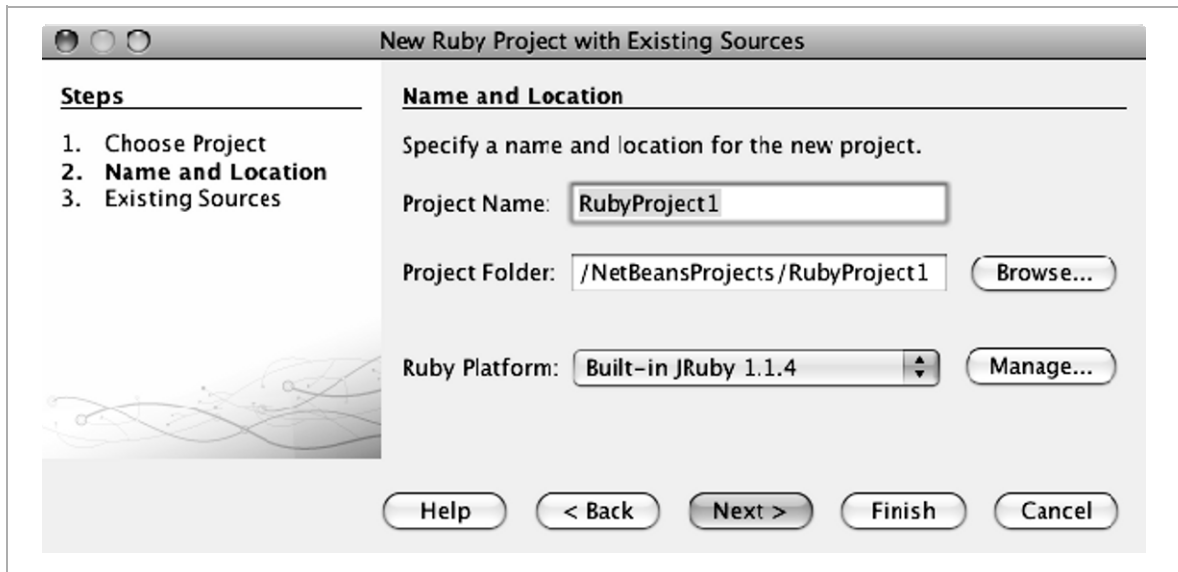 New Ruby Project with Existing Sources
Steps
1. Choose Project
2. Name and Location
3. Existing Sources
Name and Location
Specify a name and location for the new project.
Project Name: RubyProject1
Project Folder: /NetBeansProjects/RubyProject1 Browse...
Ruby Platform: Built-in JRuby 1.1.4 Manage...
Help < Back Next > Finish Cancel